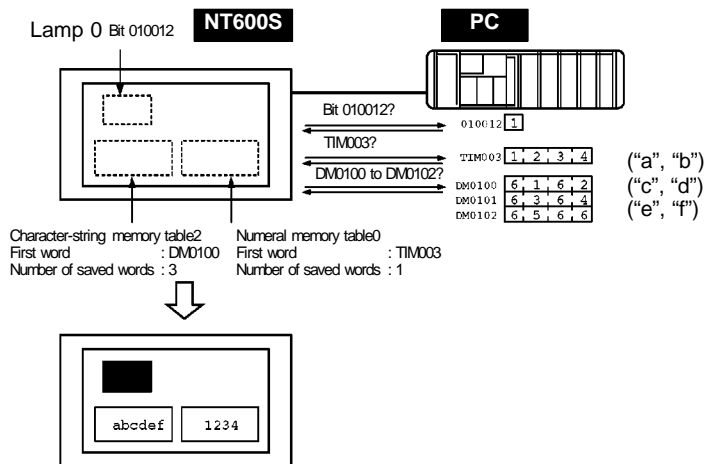 NT600S
PC
Lamp 0 Bit 010012
Bit 010012?
010012 1
TIM003?
TIM003 1 2 3 4
("a", "b")
DM0100 to DM0102?
DM0100 6 1 6 2
("c", "d")
DM0101 6 3 6 4
("e", "f")
DM0102 6 5 6 6
Character-string memory table2
First word : DM0100
Number of saved words : 3
Numeral memory table0
First word : TIM003
Number of saved words : 1
abcdef
1234